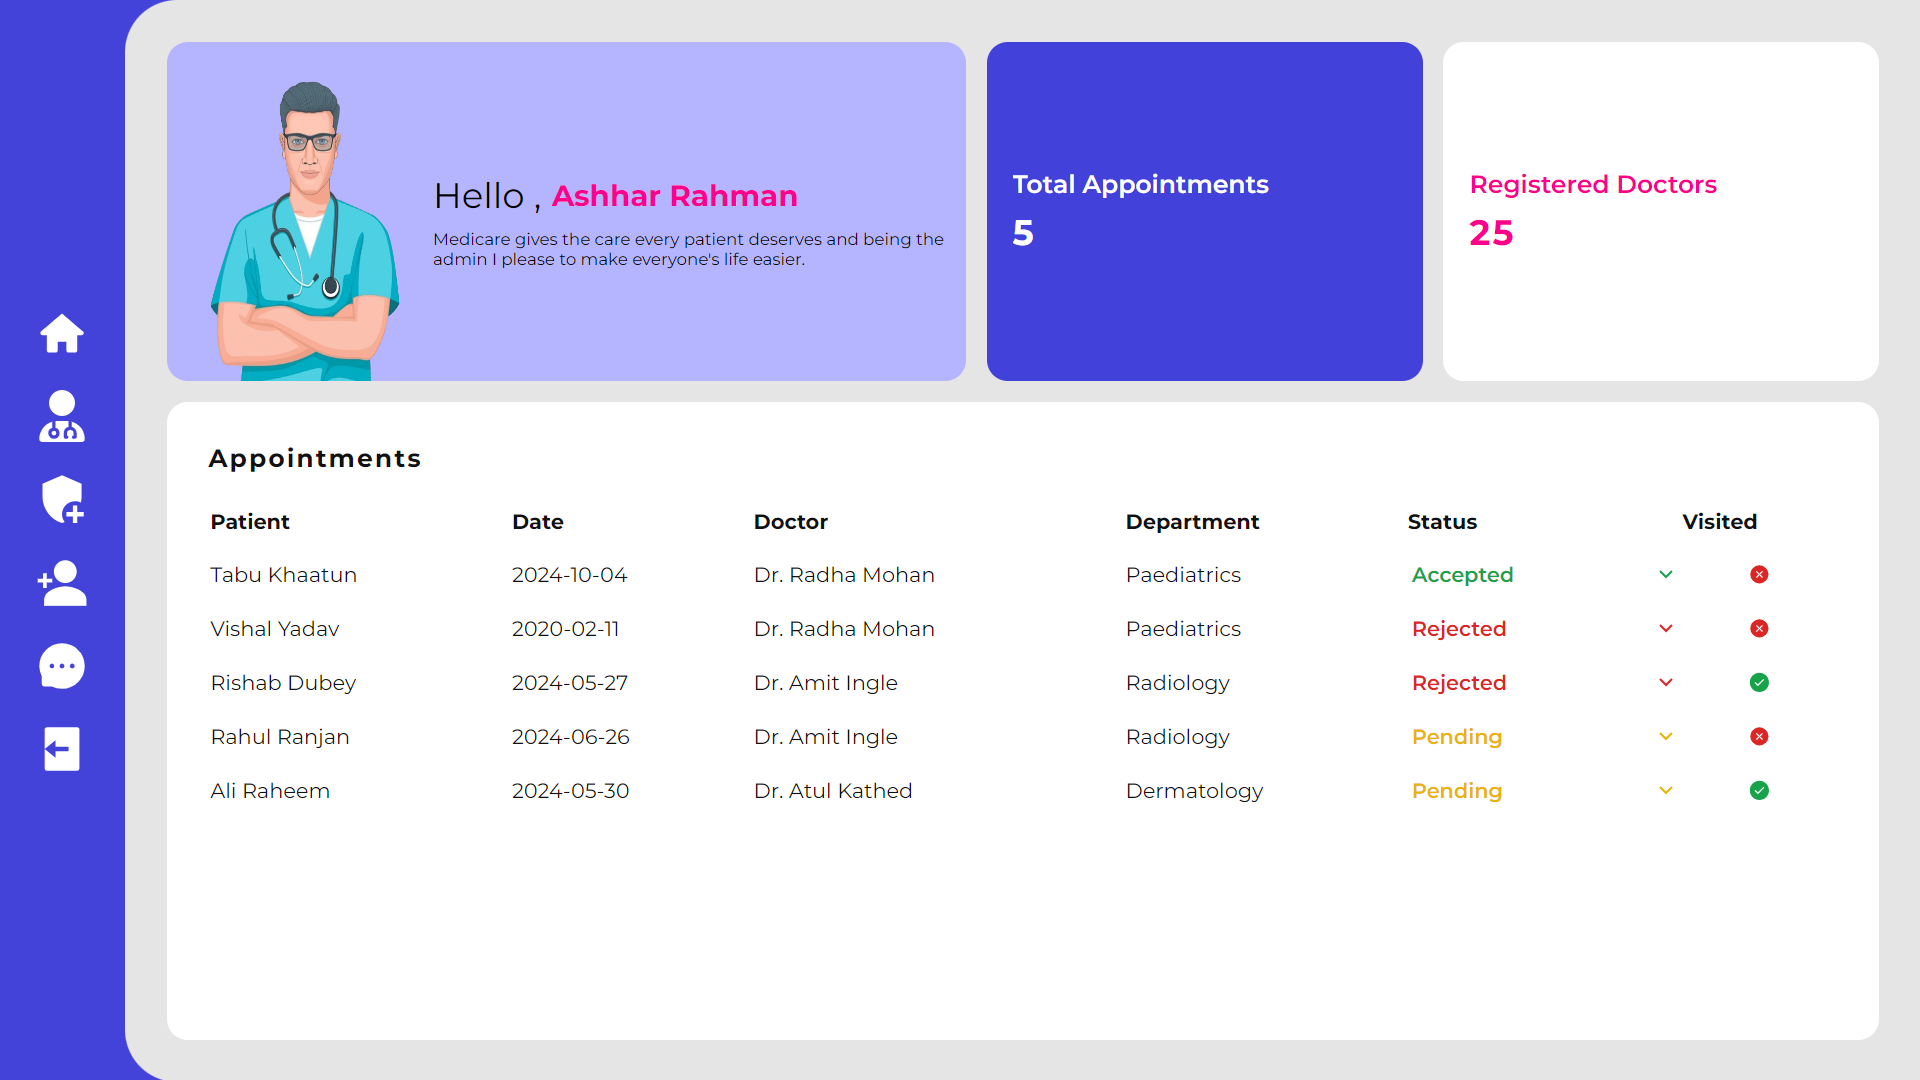 Hello , Ashhar Rahman
Medicare gives the care every patient deserves and being the
admin I please to make everyone's life easier.
Total Appointments
5
Registered Doctors
25
Appointments
Patient Date Doctor Department Status Visited
Tabu Khaatun 2024-10-04 Dr. Radha Mohan Paediatrics Accepted
Vishal Yadav 2020-02-11 Dr. Radha Mohan Paediatrics Rejected
Rishab Dubey 2024-05-27 Dr. Amit Ingle Radiology Rejected
Rahul Ranjan 2024-06-26 Dr. Amit Ingle Radiology Pending
Ali Raheem 2024-05-30 Dr. Atul Kathed Dermatology Pending